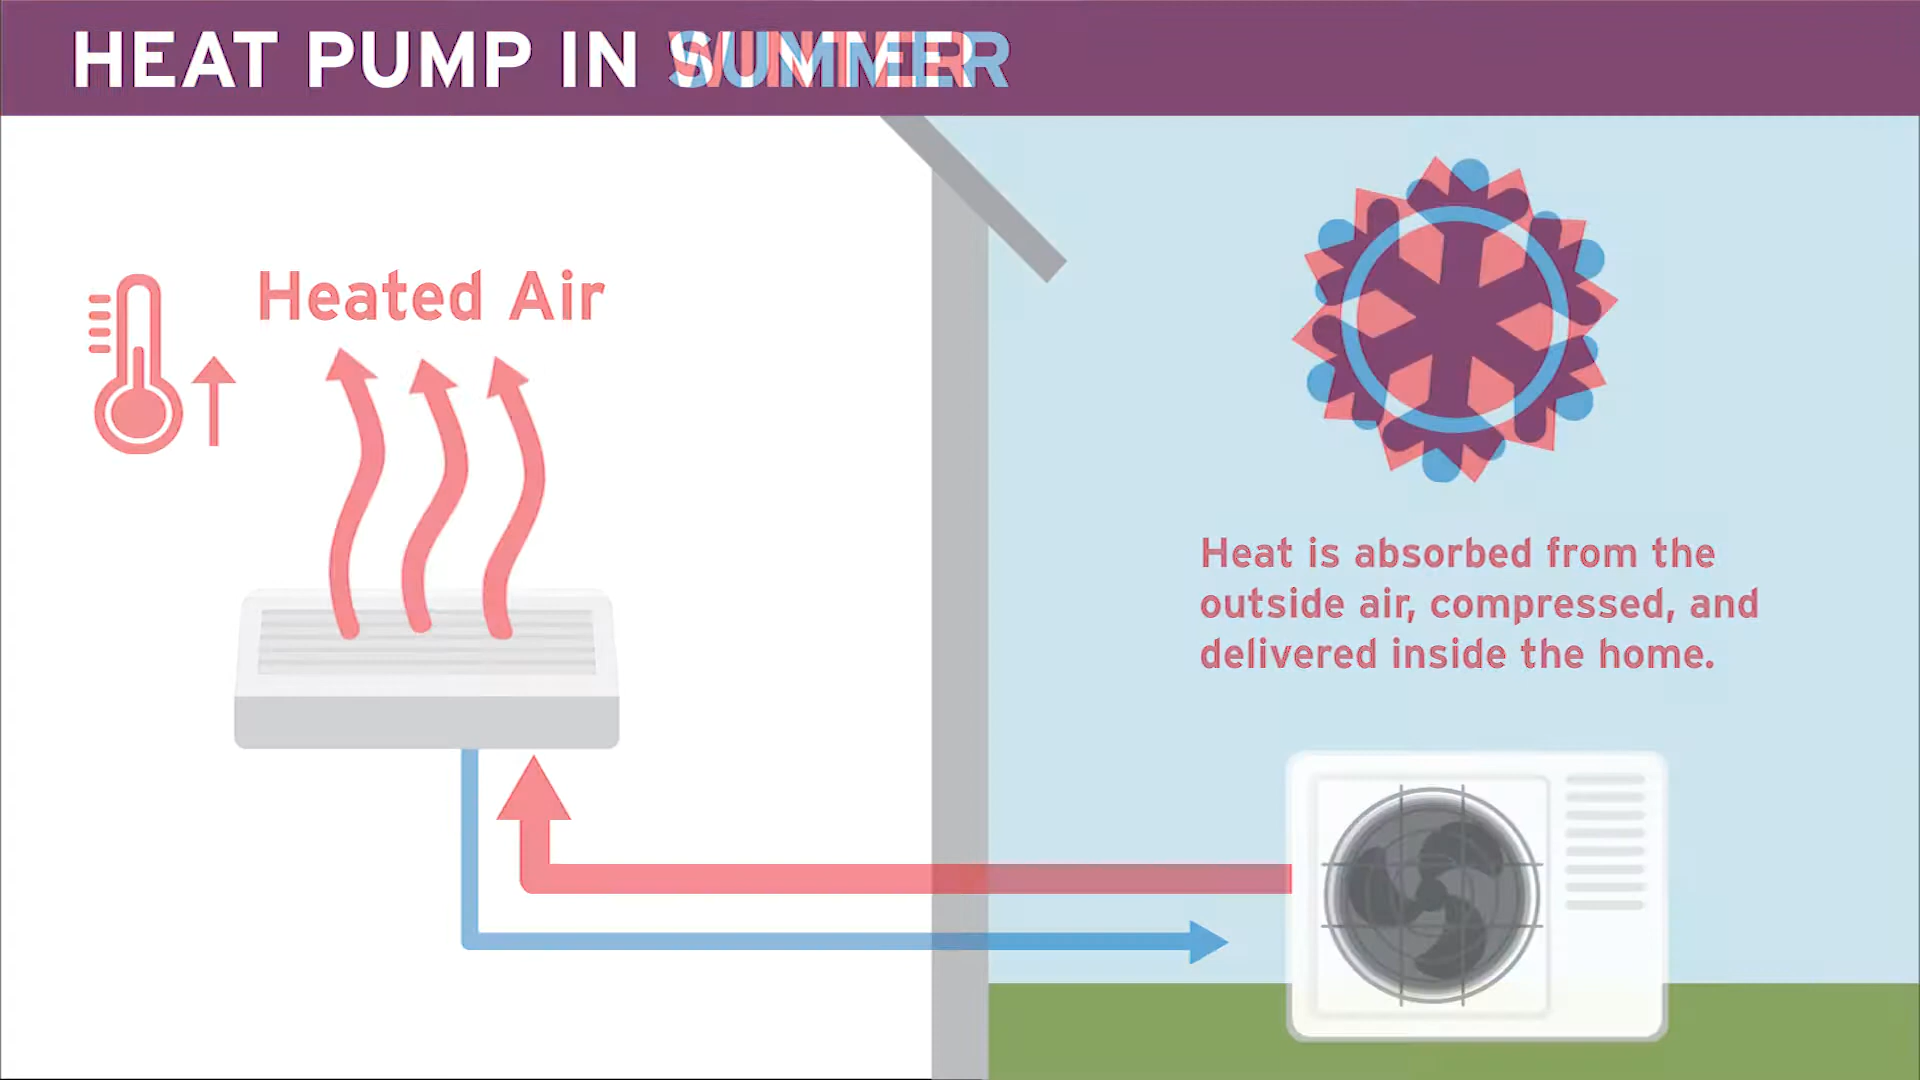 HEAT PUMP IN
Heated Air
Heat is absorbed from the
outside air, compressed, and
delivered inside the home.